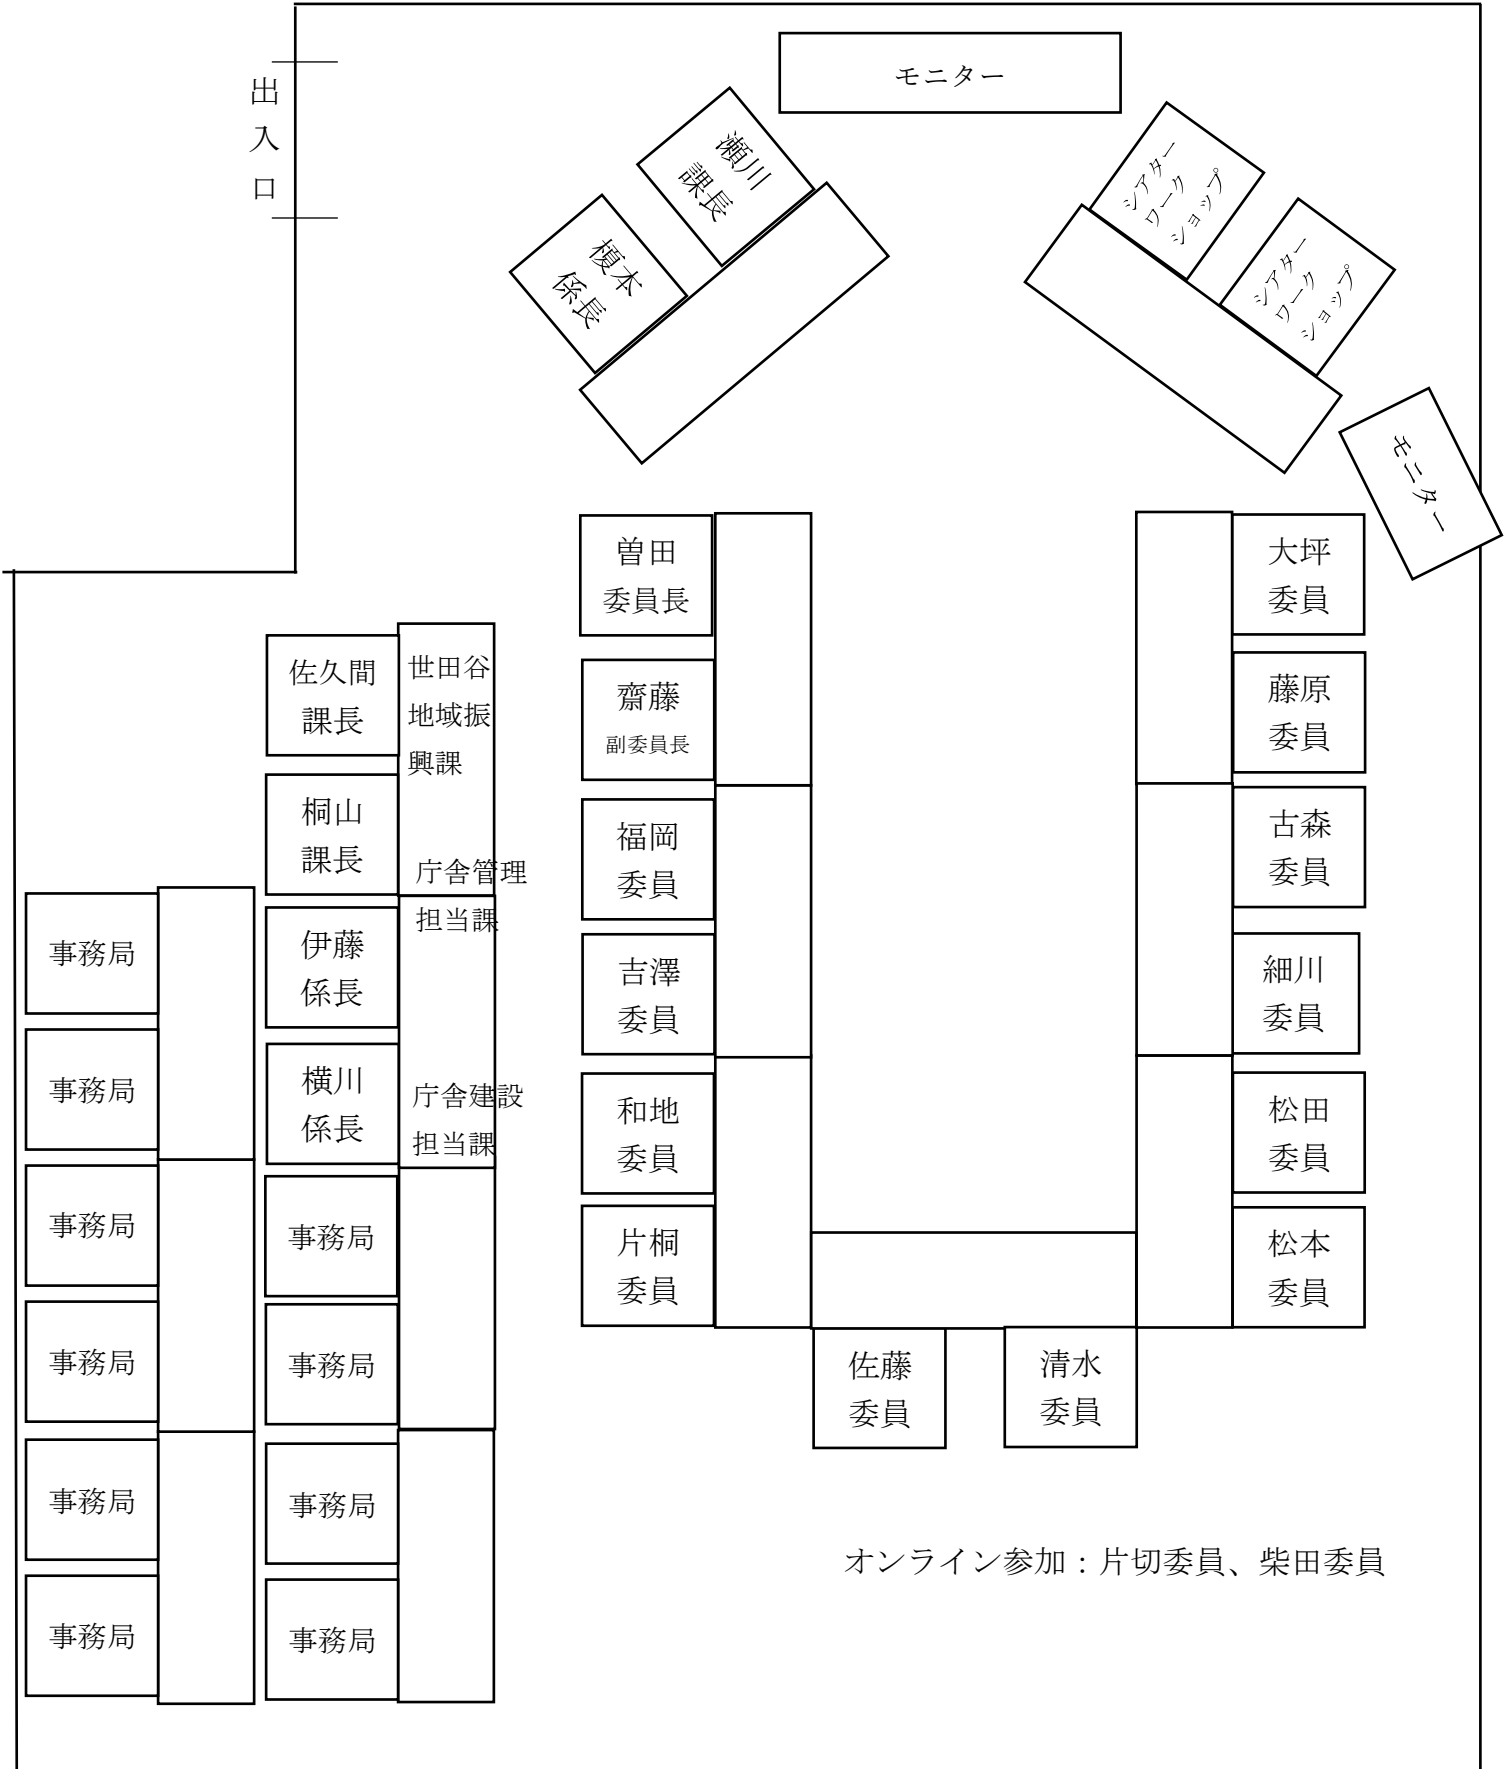 モニター
出
入
口
瀬川
課長
榎本
係長
シアター
ワーク
ショップ
シアター
ワーク
ショップ
モニター
曽田
委員長
齋藤
副委員長
福岡
委員
吉澤
委員
和地
委員
片桐
委員
佐藤
委員
清水
委員
大坪
委員
藤原
委員
古森
委員
細川
委員
松田
委員
松本
委員
佐久間
課長
世田谷
地域振
興課
桐山
課長
庁舎管理
担当課
伊藤
係長
横川
係長
庁舎建設
担当課
事務局
事務局
事務局
事務局
事務局
事務局
事務局
事務局
事務局
事務局
オンライン参加：片切委員、柴田委員